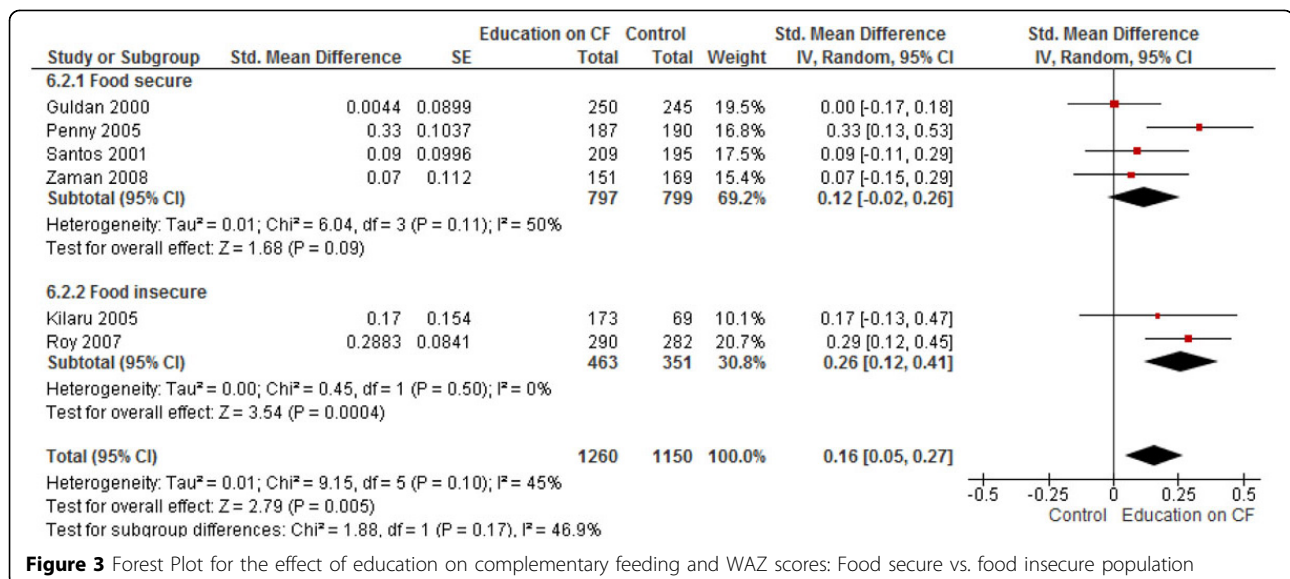 Education on CF Control Std. Mean Difference Std. Mean Difference
Study or Subgroup Std. Mean Difference SE Total Total Weight IV, Random, 95% CI IV, Random, 95% CI
6.2.1 Food secure
Guldan 2000 0.0044 0.0899 250 245 19.5% 0.00 [-0.17, 0.18]
Penny 2005 0.33 0.1037 187 190 16.8% 0.33 [0.13, 0.53]
Santos 2001 0.09 0.0996 209 195 17.5% 0.09 [-0.11, 0.29]
Zaman 2008 0.07 0.112 151 169 15.4% 0.07 [-0.15, 0.29]
Subtotal (95% CI) 797 799 69.2% 0.12 [-0.02, 0.26]
Heterogeneity: Tau² = 0.01; Chi² = 6.04, df = 3 (P = 0.11); I² = 50%
Test for overall effect: Z = 1.68 (P = 0.09)
6.2.2 Food insecure
Kilaru 2005 0.17 0.154 173 69 10.1% 0.17 [-0.13, 0.47]
Roy 2007 0.2883 0.0841 290 282 20.7% 0.29 [0.12, 0.45]
Subtotal (95% CI) 463 351 30.8% 0.26 [0.12, 0.41]
Heterogeneity: Tau² = 0.00; Chi² = 0.45, df = 1 (P = 0.50); I² = 0%
Test for overall effect: Z = 3.54 (P = 0.0004)
Total (95% CI) 1260 1150 100.0% 0.16 [0.05, 0.27]
Heterogeneity: Tau² = 0.01; Chi² = 9.15, df = 5 (P = 0.10); I² = 45%
Test for overall effect: Z = 2.79 (P = 0.005)
Test for subgroup differences: Chi² = 1.88, df = 1 (P = 0.17), I² = 46.9%
-0.5 -0.25 0 0.25 0.5
Control Education on CF
Figure 3 Forest Plot for the effect of education on complementary feeding and WAZ scores: Food secure vs. food insecure population